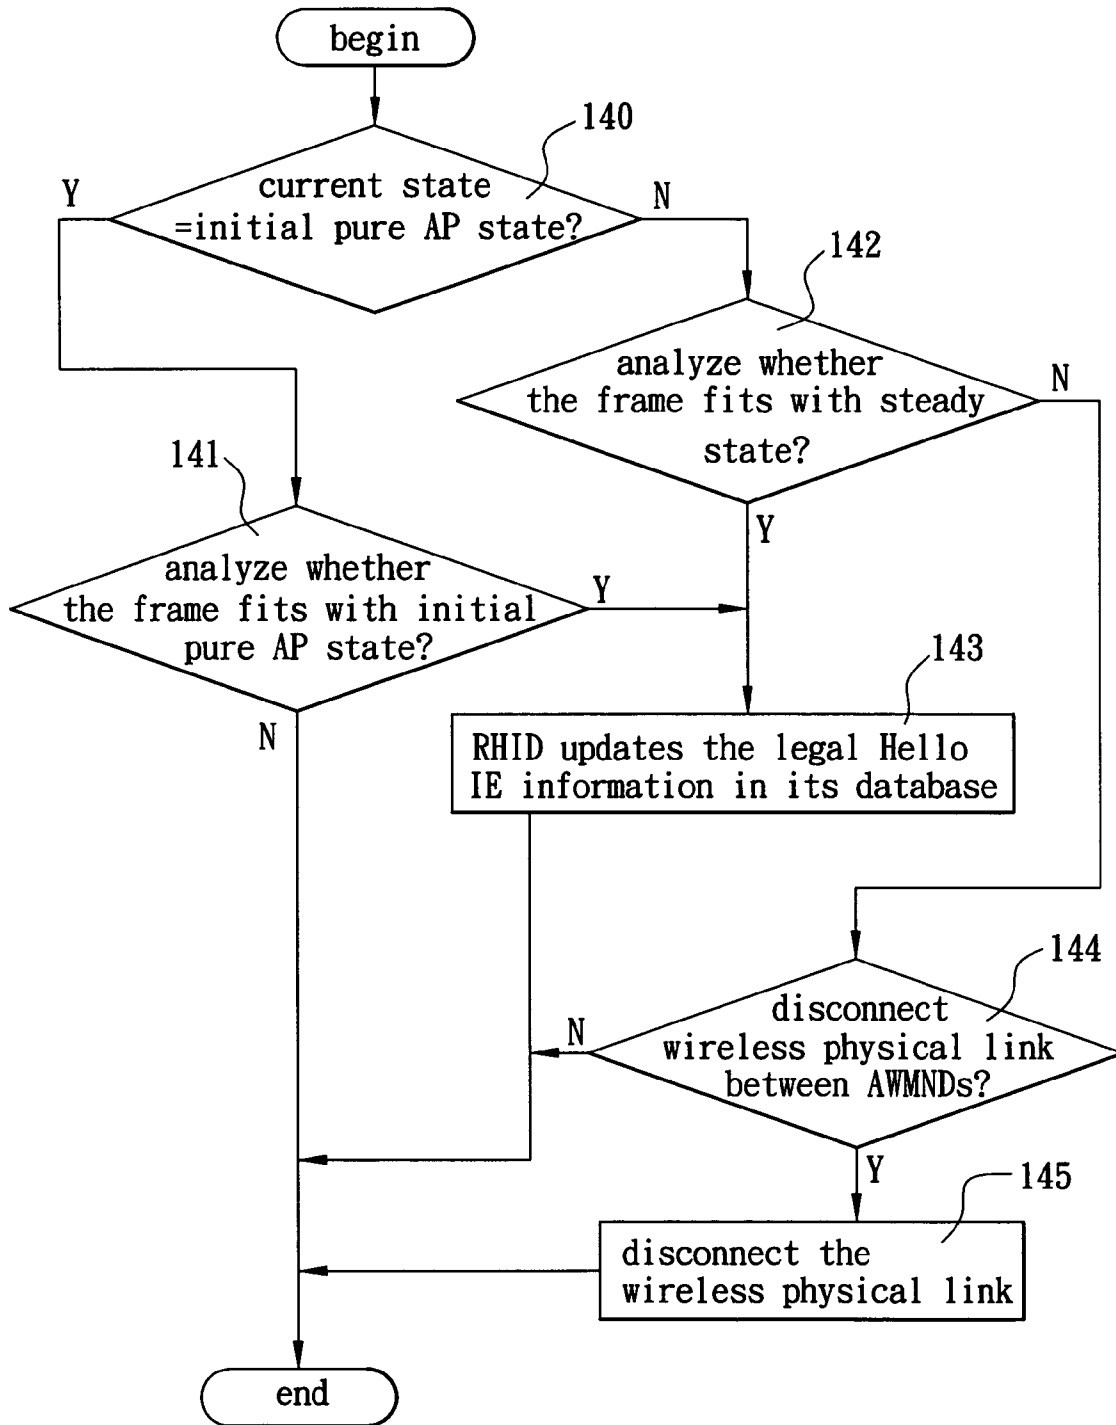 begin
140
current state
=initial pure AP state?
Y
N
142
analyze whether
the frame fits with steady
state?
N
Y
141
analyze whether
the frame fits with initial
pure AP state?
Y
N
143
RHID updates the legal Hello
IE information in its database
144
disconnect
wireless physical link
between AWMNDs?
N
Y
145
disconnect the
wireless physical link
end